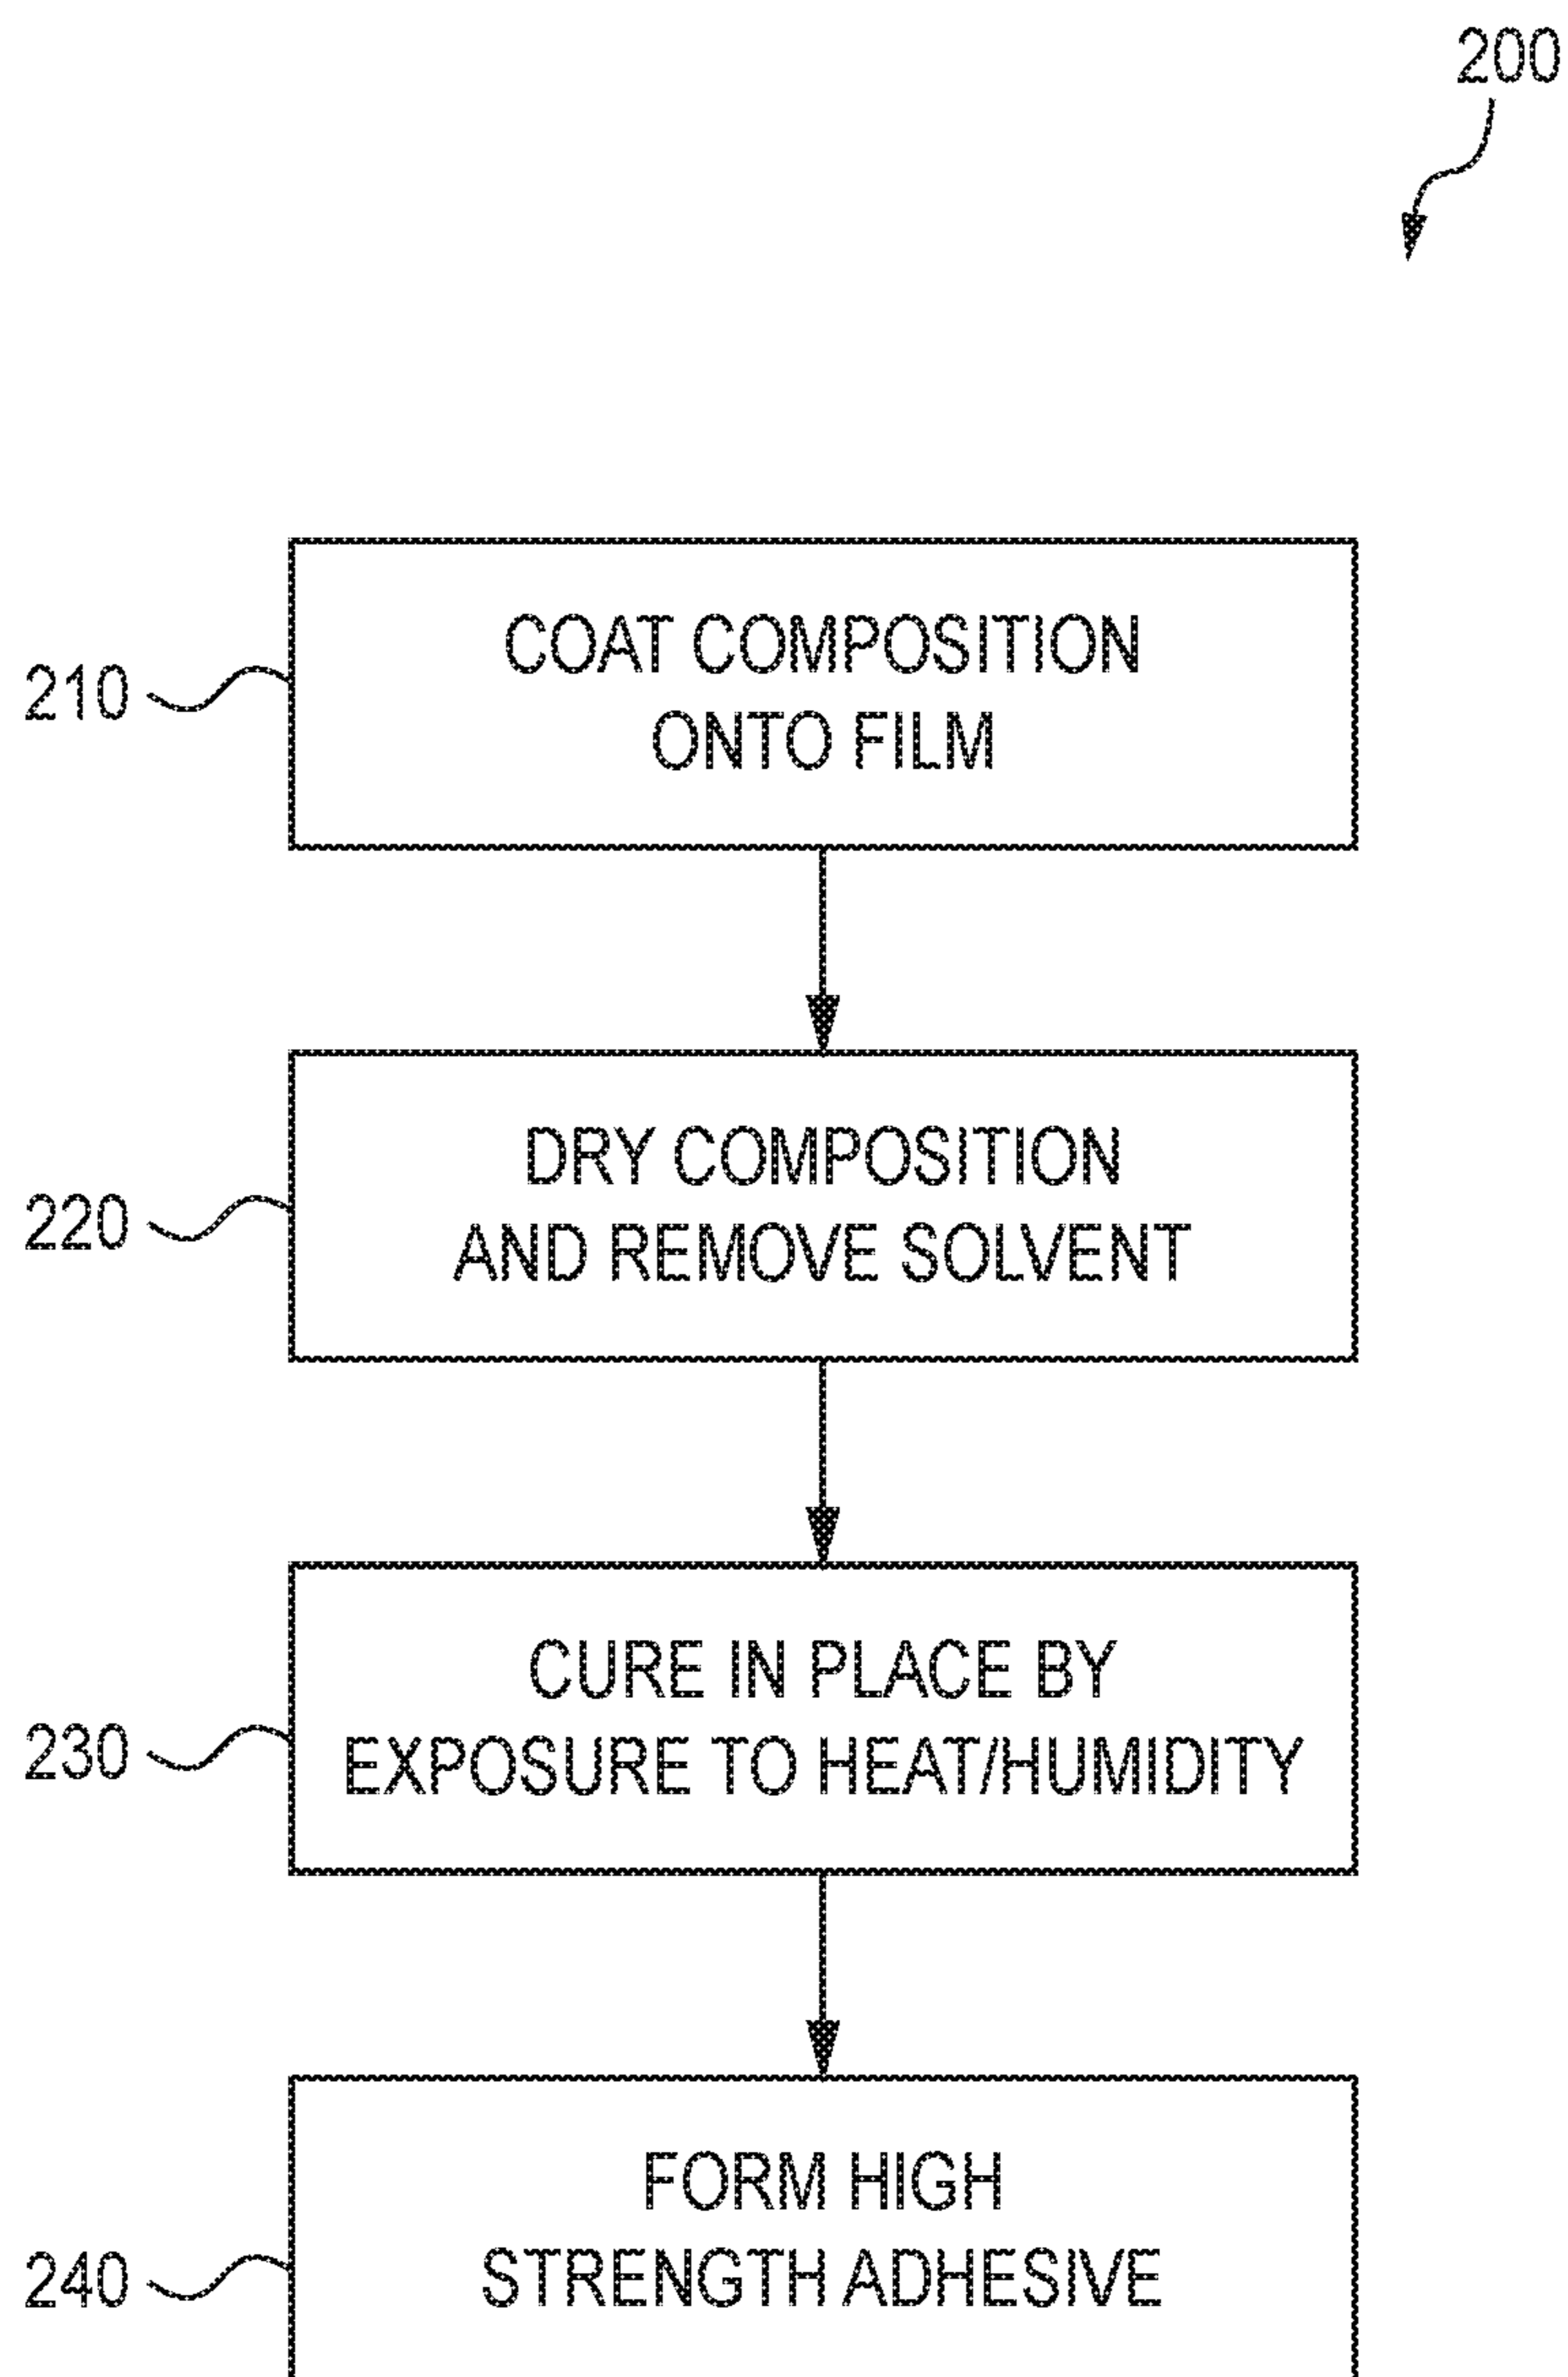 200
210
COAT COMPOSITION
ONTO FILM
220
DRY COMPOSITION
AND REMOVE SOLVENT
230
CURE IN PLACE BY
EXPOSURE TO HEAT/HUMIDITY
240
FORM HIGH
STRENGTH ADHESIVE